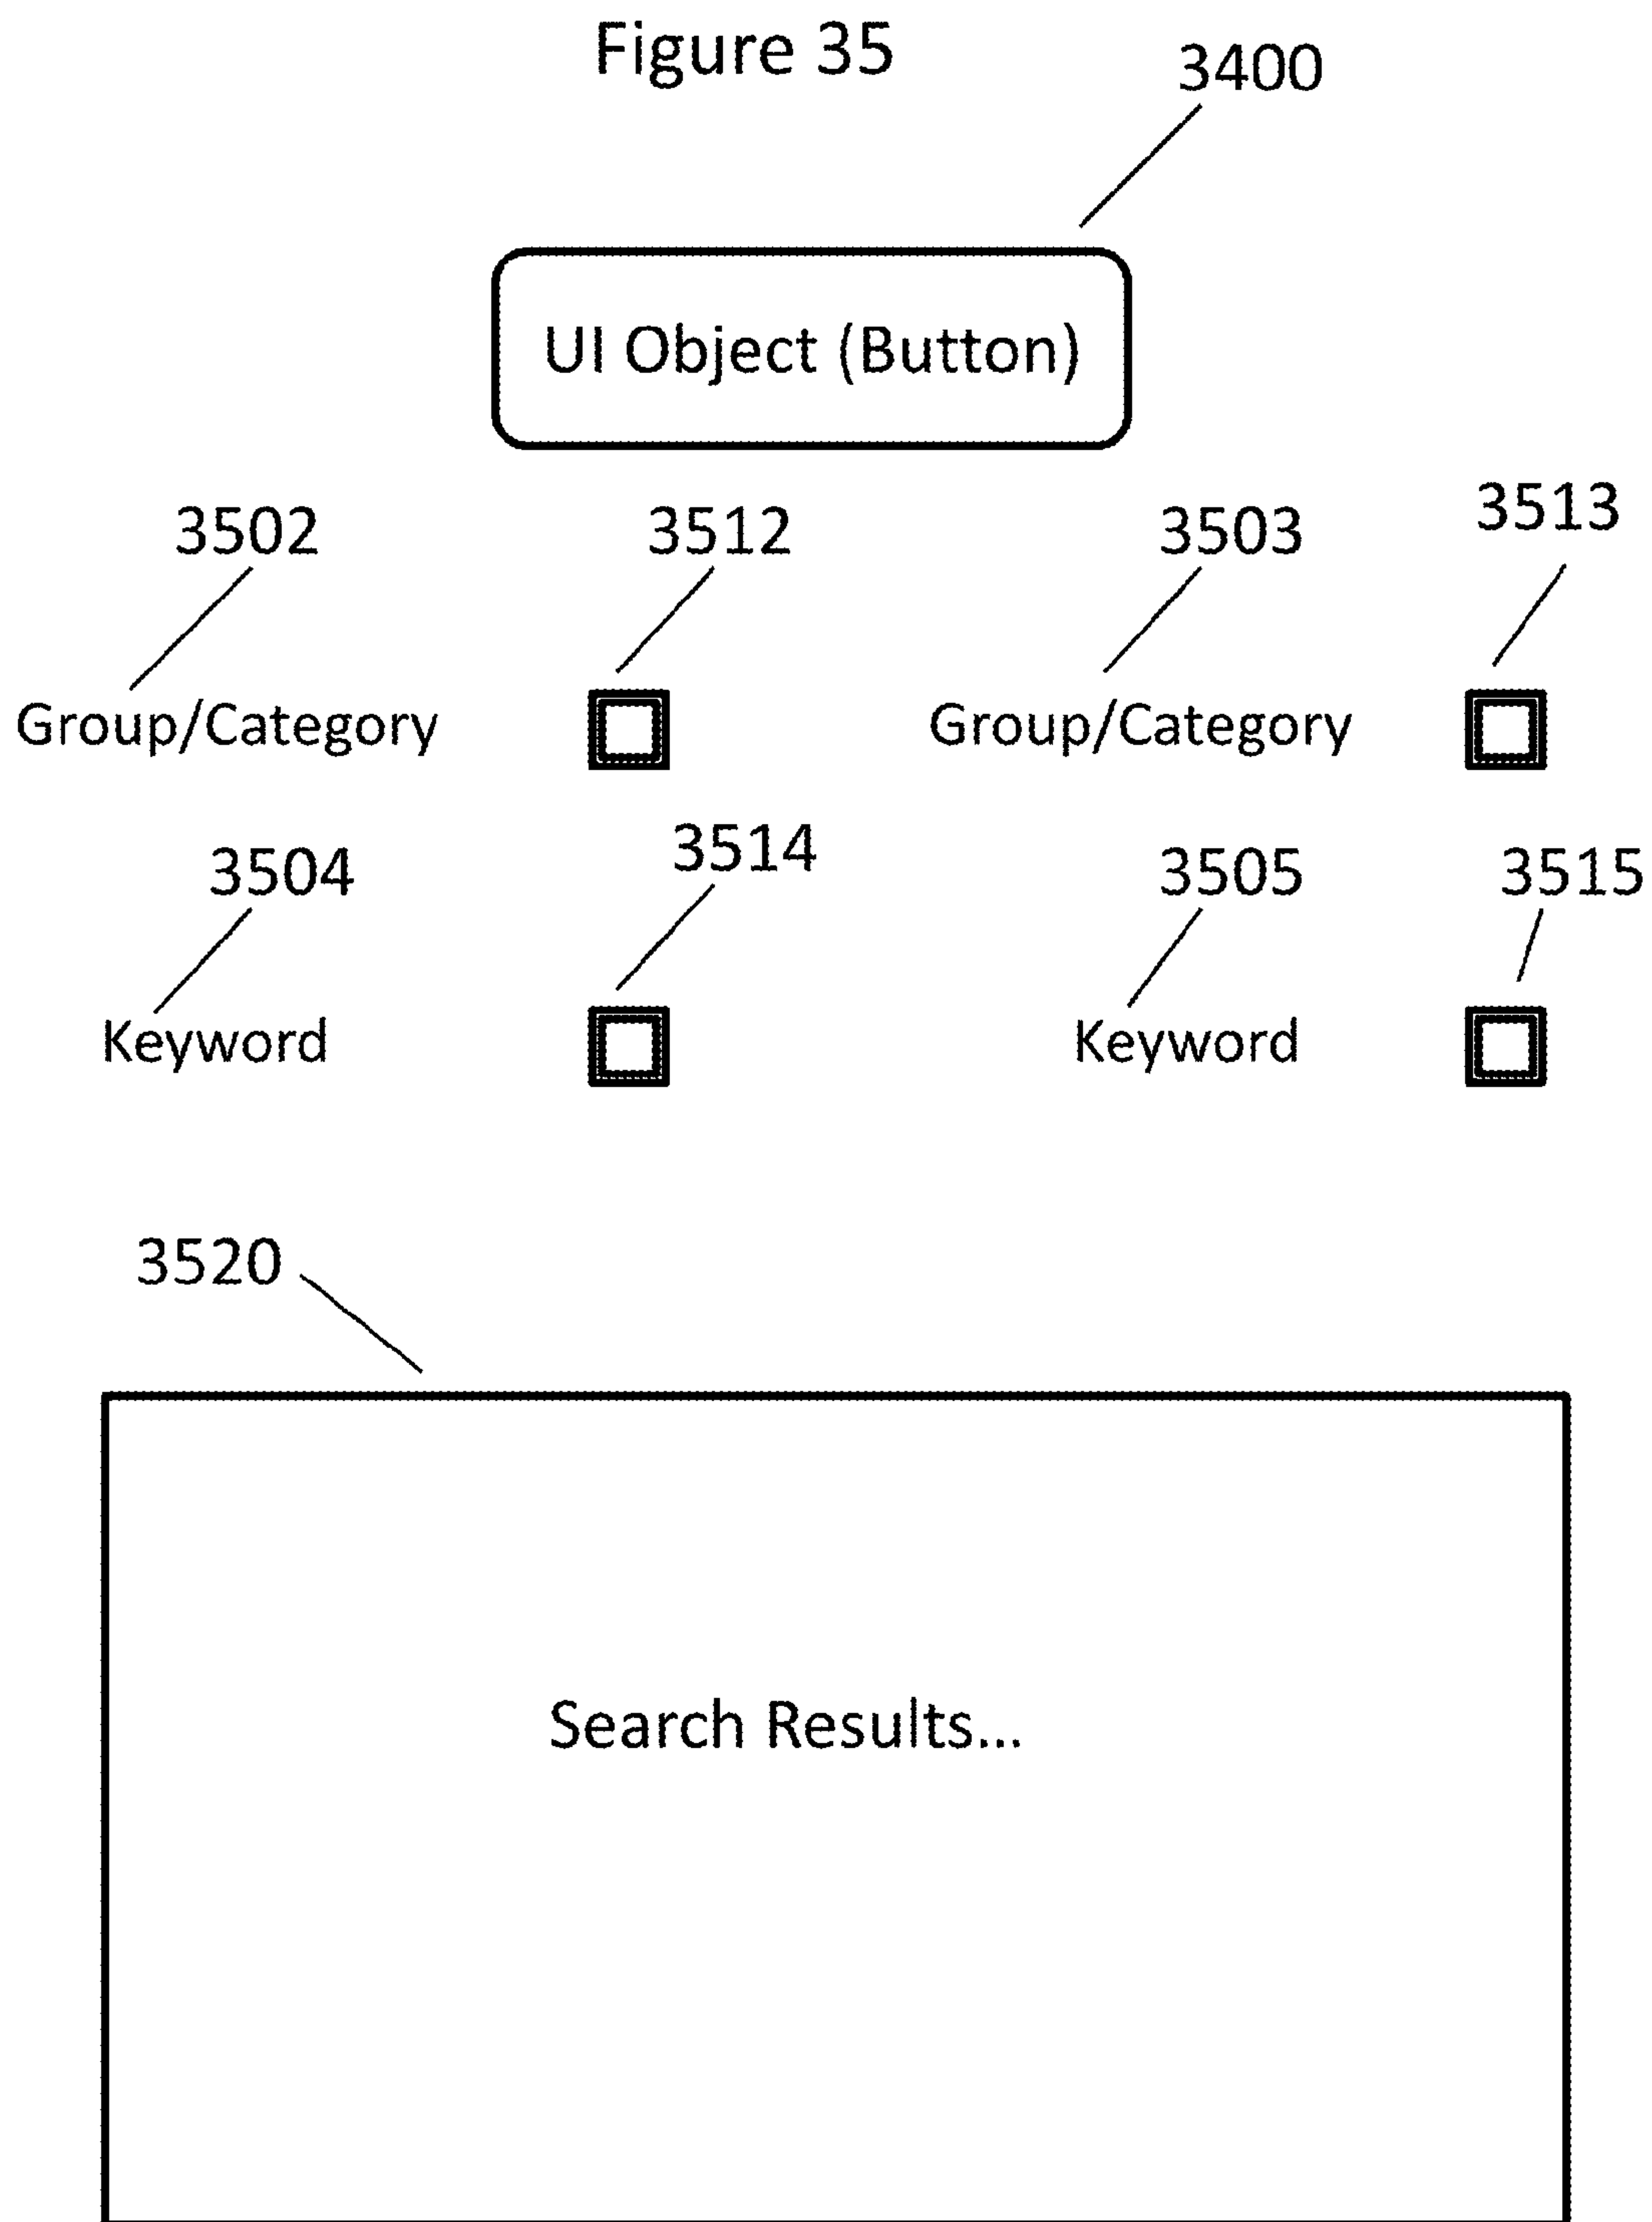 Figure 35
3400
UI Object (Button)
3502 3512 3503 3513
Group/Category Group/Category
3504 3514 3505 3515
Keyword Keyword
3520
Search Results...